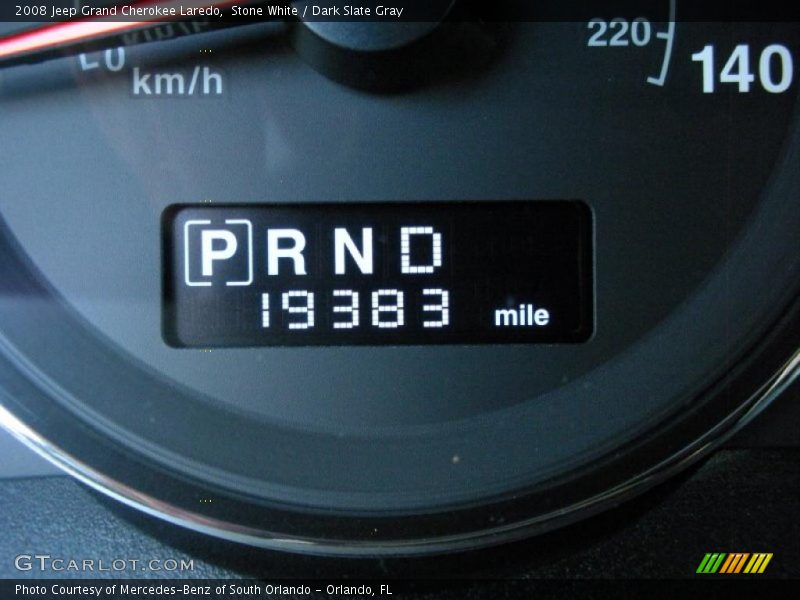 2008 Jeep Grand Cherokee Laredo, Stone White / Dark Slate Gray
220
140
km/h
P R N D
19383 mile
GTCARLOT.COM
Photo Courtesy of Mercedes-Benz of South Orlando - Orlando, FL